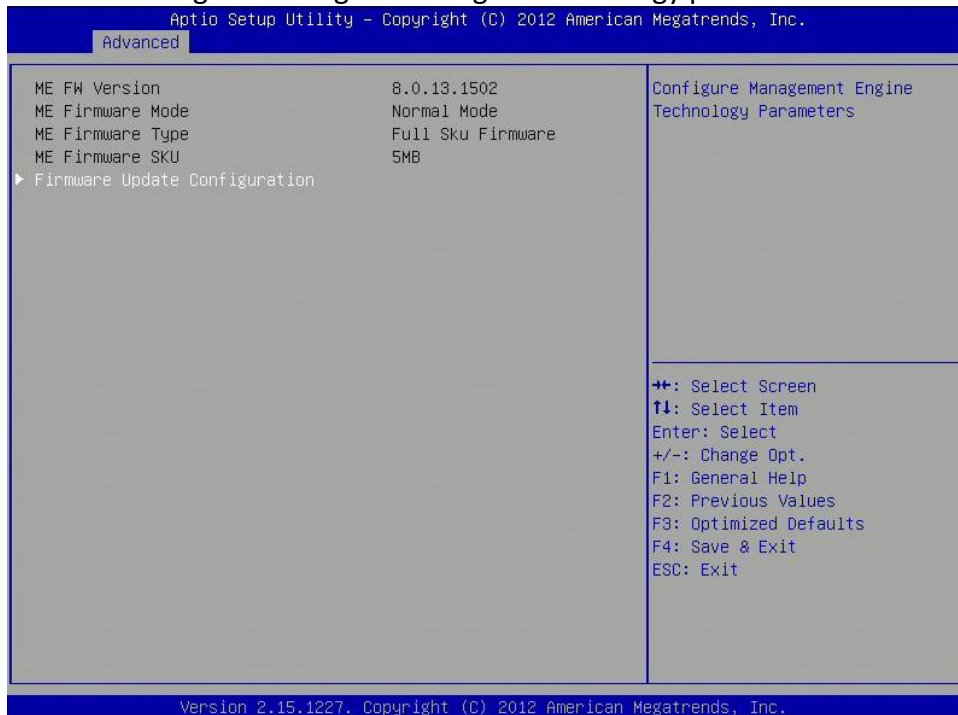 Aptio Setup Utility – Copyright (C) 2012 American Megatrends, Inc.
Advanced
ME FW Version 8.0.13.1502
ME Firmware Mode Normal Mode
ME Firmware Type Full Sku Firmware
ME Firmware SKU 5MB
▶ Firmware Update Configuration
Configure Management Engine
Technology Parameters
→←: Select Screen
↑↓: Select Item
Enter: Select
+/-: Change Opt.
F1: General Help
F2: Previous Values
F3: Optimized Defaults
F4: Save & Exit
ESC: Exit
Version 2.15.1227. Copyright (C) 2012 American Megatrends, Inc.